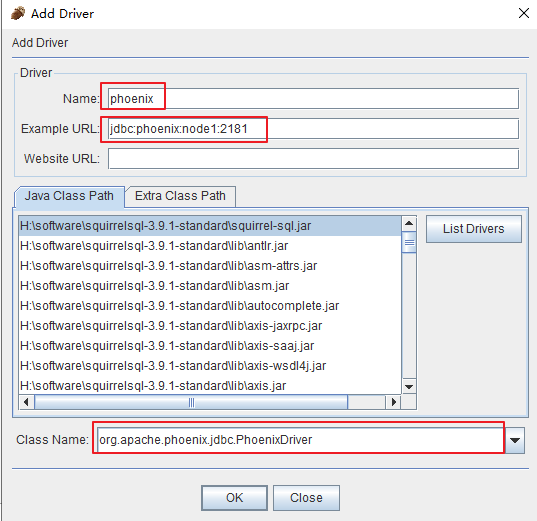 Add Driver
Add Driver
Driver
Name: phoenix
Example URL: jdbc:phoenix:node1:2181
Website URL:
Java Class Path Extra Class Path
H:\software\squirrelsql-3.9.1-standard\squirrel-sql.jar
List Drivers
H:\software\squirrelsql-3.9.1-standard\lib\antlr.jar
H:\software\squirrelsql-3.9.1-standard\lib\asm-attrs.jar
H:\software\squirrelsql-3.9.1-standard\lib\asm.jar
H:\software\squirrelsql-3.9.1-standard\lib\autocomplete.jar
H:\software\squirrelsql-3.9.1-standard\lib\axis-jaxrpc.jar
H:\software\squirrelsql-3.9.1-standard\lib\axis-saaj.jar
H:\software\squirrelsql-3.9.1-standard\lib\axis-wsdl4j.jar
H:\software\squirrelsql-3.9.1-standard\lib\axis.jar
Class Name: org.apache.phoenix.jdbc.PhoenixDriver
OK Close